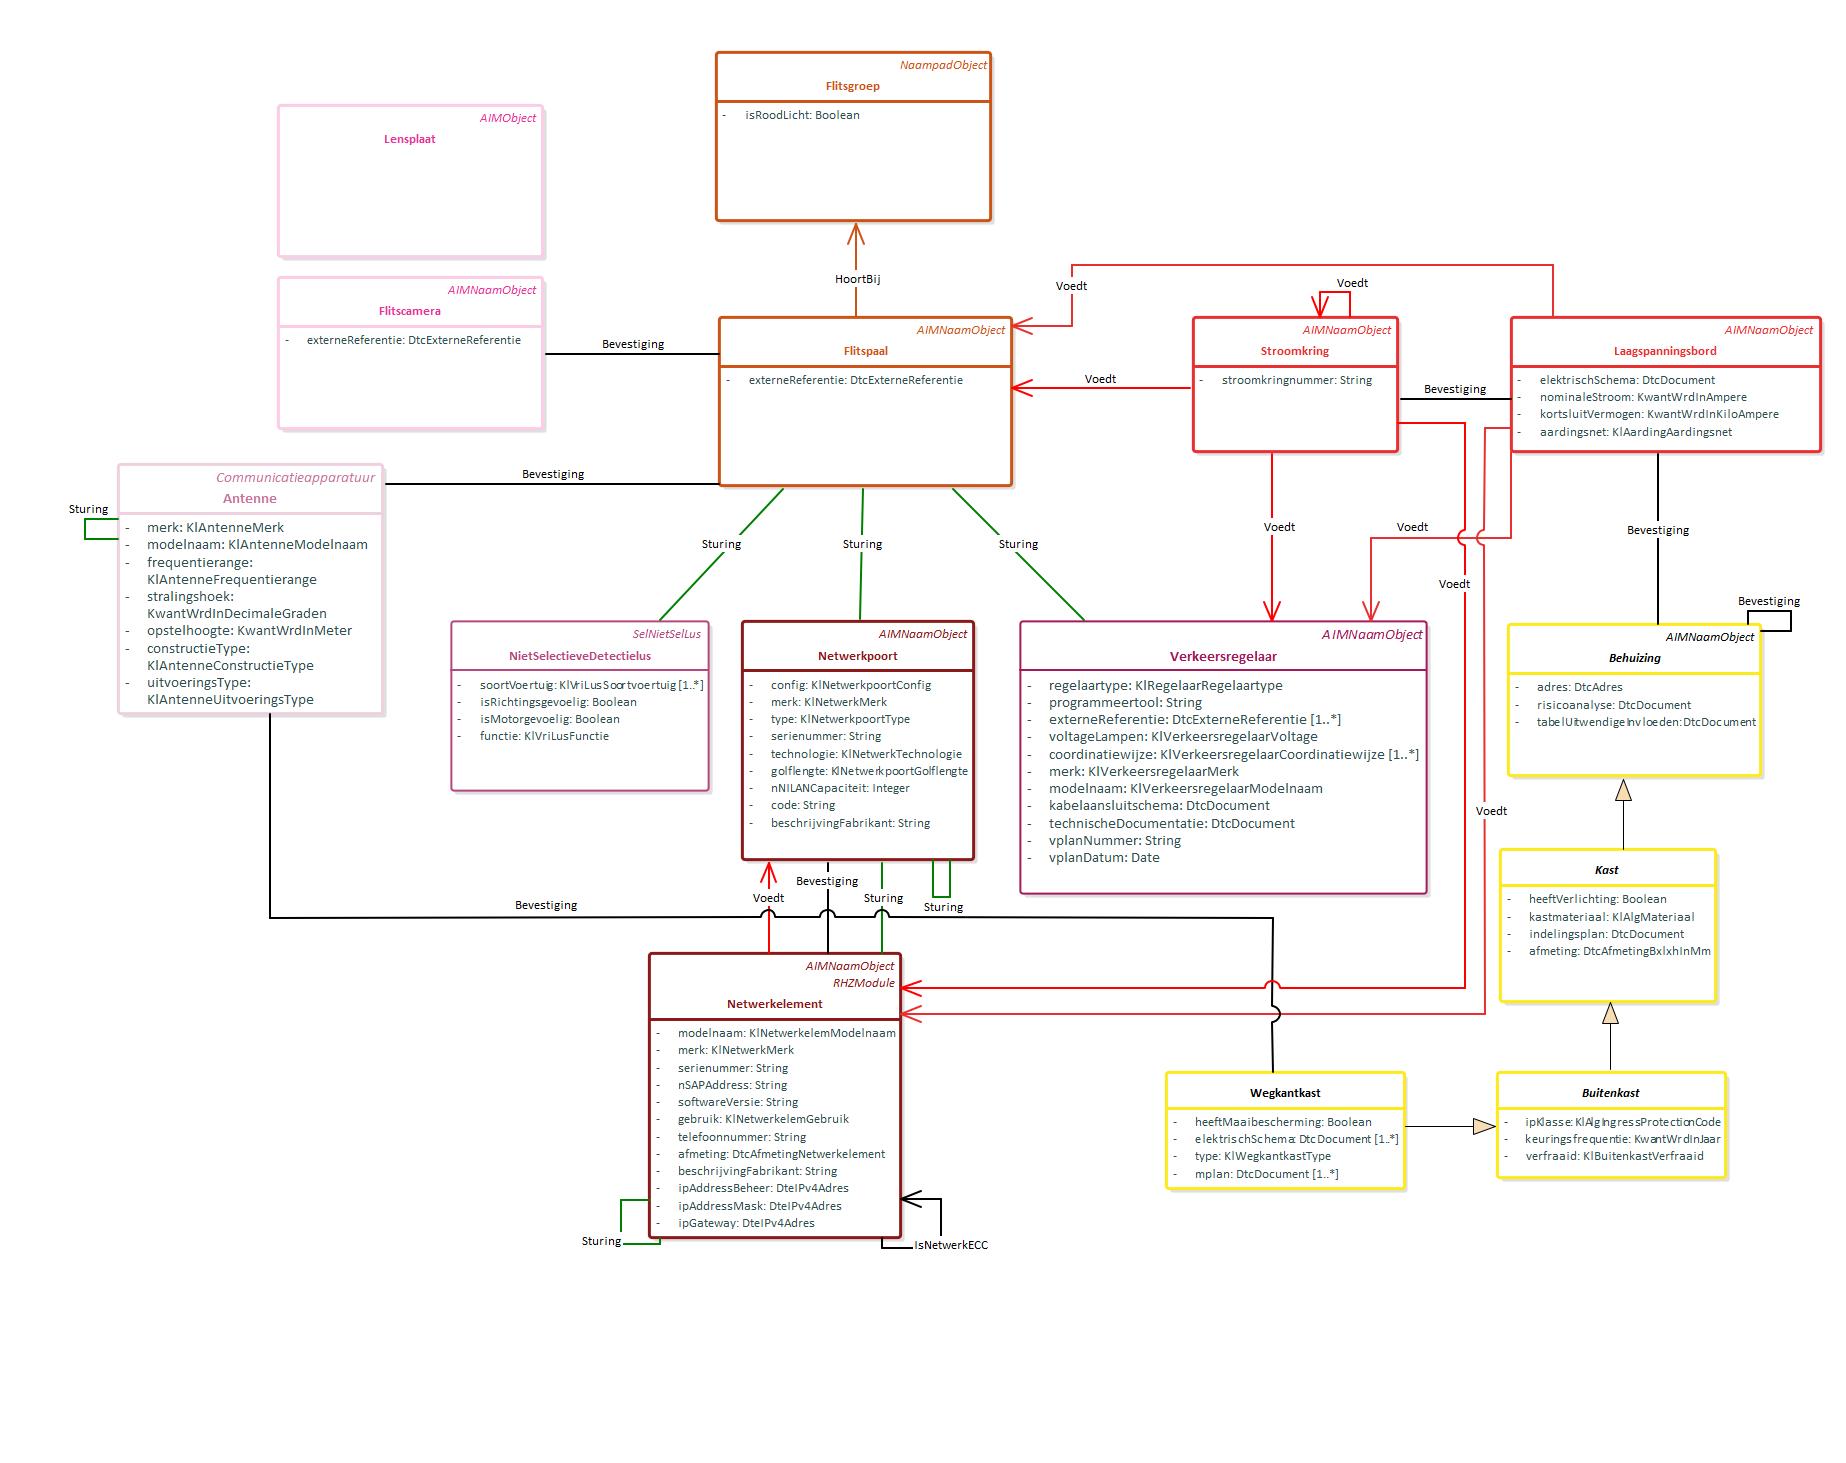 NaampadObject
Flitsgroep
- isRoodLicht: Boolean
AIMObject
Lensplaat
AIMNaamObject
Flitscamera
- externeReferentie: DtcExterneReferentie
HoortBij
Voedt
Voedt
Bevestiging
AIMNaamObject
Flitspaal
- externeReferentie: DtcExterneReferentie
Voedt
AIMNaamObject
Stroomkring
- stroomkringnummer: String
Bevestiging
AIMNaamObject
Laagspanningsbord
- elektrischSchema: DtcDocument
- nominaleStroom: KwantWrdInAmpere
- kortsluitVermogen: KwantWrdInKiloAmpere
- aardingsnet: KlAardingAardingsnet
Bevestiging
Communicatieapparatuur
Antenne
- merk: KlAntenneMerk
- modelnaam: KlAntenneModelnaam
- frequentierange:
KlAntenneFrequentierange
- stralingshoek:
KwantWrdInDecimaleGraden
- opstelhoogte: KwantWrdInMeter
- constructieType:
KlAntenneConstructieType
- uitvoeringsType:
KlAntenneUitvoeringsType
Sturing
Sturing
Sturing
Sturing
Voedt
Voedt
Voedt
Bevestiging
Bevestiging
SelNietSelLus
NietSelectieveDetectielus
- soortVoertuig: KlVriLusSoortvoertuig [1..*]
- isRichtingsgevoelig: Boolean
- isMotorgevoelig: Boolean
- functie: KlVriLusFunctie
AIMNaamObject
Netwerkpoort
- config: KlNetwerkpoortConfig
- merk: KlNetwerkMerk
- type: KlNetwerkpoortType
- serienummer: String
- technologie: KlNetwerkTechnologie
- golflengte: KlNetwerkpoortGolflengte
- nNILANCapaciteit: Integer
- code: String
- beschrijvingFabrikant: String
AIMNaamObject
Verkeersregelaar
- regelaartype: KlRegelaarRegelaartype
- programmeertool: String
- externeReferentie: DtcExterneReferentie [1..*]
- voltageLampen: KlVerkeersregelaarVoltage
- coordinatiewijze: KlVerkeersregelaarCoordinatiewijze [1..*]
- merk: KlVerkeersregelaarMerk
- modelnaam: KlVerkeersregelaarModelnaam
- kabelaansluitschema: DtcDocument
- technischeDocumentatie: DtcDocument
- vplanNummer: String
- vplanDatum: Date
AIMNaamObject
Behuizing
- adres: DtcAdres
- risicoanalyse: DtcDocument
- tabelUitwendigeInvloeden: DtcDocument
Voedt
Kast
- heeftVerlichting: Boolean
- kastmateriaal: KlAlgMateriaal
- indelingsplan: DtcDocument
- afmeting: DtcAfmetingBxlxhInMm
Voedt
Bevestiging
Sturing
Sturing
Bevestiging
AIMNaamObject
RHZModule
Netwerkelement
- modelnaam: KlNetwerkelemModelnaam
- merk: KlNetwerkMerk
- serienummer: String
- nSAPAddress: String
- softwareVersie: String
- gebruik: KlNetwerkelemGebruik
- telefoonnummer: String
- afmeting: DtcAfmetingNetwerkelement
- beschrijvingFabrikant: String
- ipAddressBeheer: DteIPv4Adres
- ipAddressMask: DteIPv4Adres
- ipGateway: DteIPv4Adres
Sturing
IsNetwerkECC
Wegkantkast
- heeftMaaibescherming: Boolean
- elektrischSchema: DtcDocument [1..*]
- type: KlWegkantkastType
- mplan: DtcDocument [1..*]
Buitenkast
- ipKlasse: KlAlgIngressProtectionCode
- keuringsfrequentie: KwantWrdInJaar
- verfraaid: KlBuitenkastVerfraaid